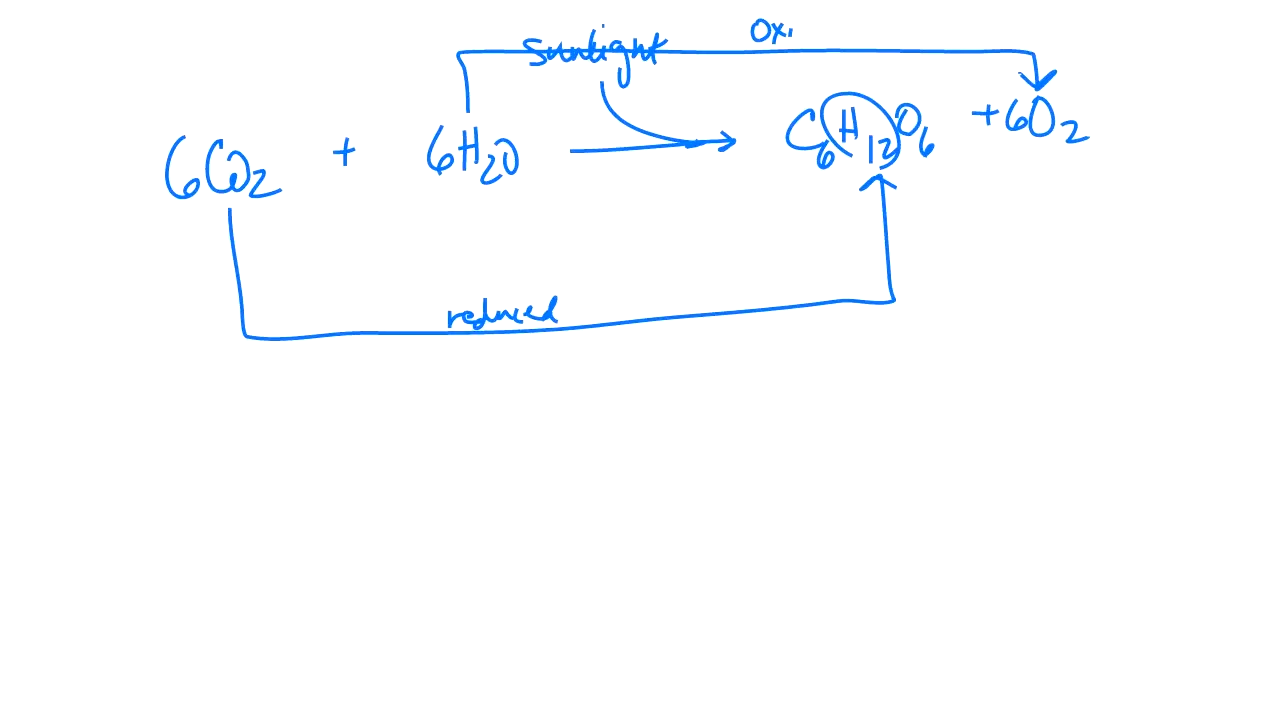 sunlight Ox.
6CO2 + 6H2O → C6H12O6 + 6O2
reduced